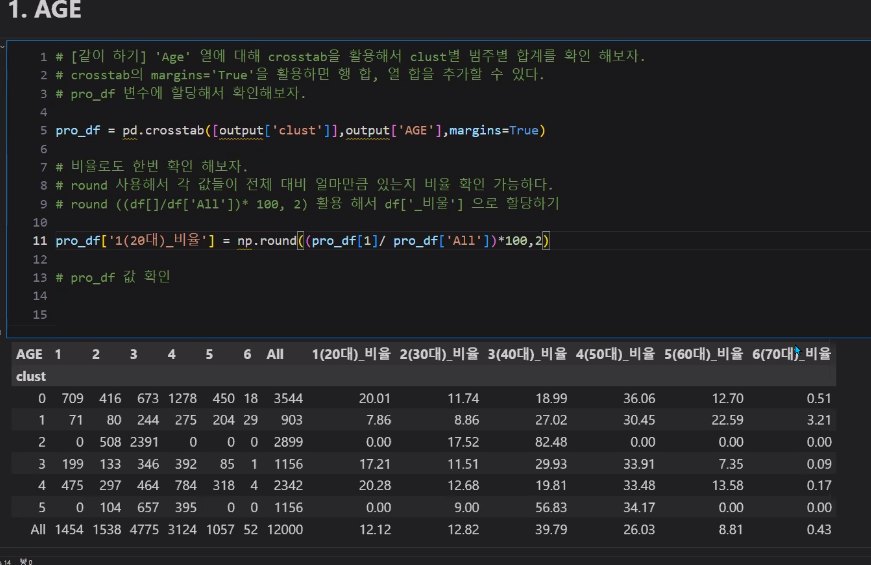 1. AGE
1 # [같이 하기] 'Age' 열에 대해 crosstab을 활용해서 clust별 범주별 합계를 확인 해보자.
2 # crosstab의 margins='True'을 활용하면 행 합, 열 합을 추가할 수 있다.
3 # pro_df 변수에 할당해서 확인해보자.
4
5 pro_df = pd.crosstab([output['clust']],output['AGE'],margins=True)
6
7 # 비율로도 한번 확인 해보자.
8 # round 사용해서 각 값들이 전체 대비 얼마만큼 있는지 비율 확인 가능하다.
9 # round ((df[]/df['All'])* 100, 2) 활용 해서 df['_비울'] 으로 할당하기
10
11 pro_df['1(20대)_비율'] = np.round((pro_df[1]/ pro_df['All'])*100,2)
12
13 # pro_df 값 확인
14
15
AGE 1 2 3 4 5 6 All 1(20대)_비율 2(30대)_비율 3(40대)_비율 4(50대)_비율 5(60대)_비율 6(70대)_비율
clust
0 709 416 673 1278 450 18 3544 20.01 11.74 18.99 36.06 12.70 0.51
1 71 80 244 275 204 29 903 7.86 8.86 27.02 30.45 22.59 3.21
2 0 508 2391 0 0 0 2899 0.00 17.52 82.48 0.00 0.00 0.00
3 199 133 346 392 85 1 1156 17.21 11.51 29.93 33.91 7.35 0.09
4 475 297 464 784 318 4 2342 20.28 12.68 19.81 33.48 13.58 0.17
5 0 104 657 395 0 0 1156 0.00 9.00 56.83 34.17 0.00 0.00
All 1454 1538 4775 3124 1057 52 12000 12.12 12.82 39.79 26.03 8.81 0.43